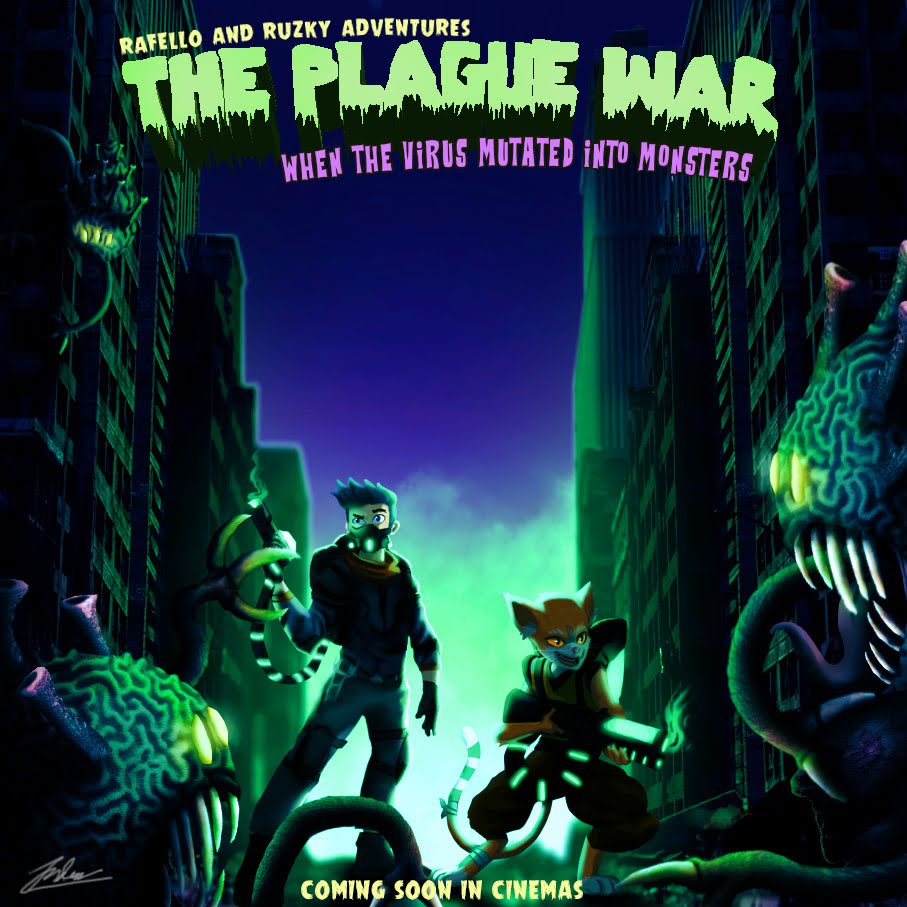 RAFELLO AND RUZKY ADVENTURES
THE PLAGUE WAR
WHEN THE ViRUS MUTATED iNTO MONSTERS
COMING SOON IN CINEMAS